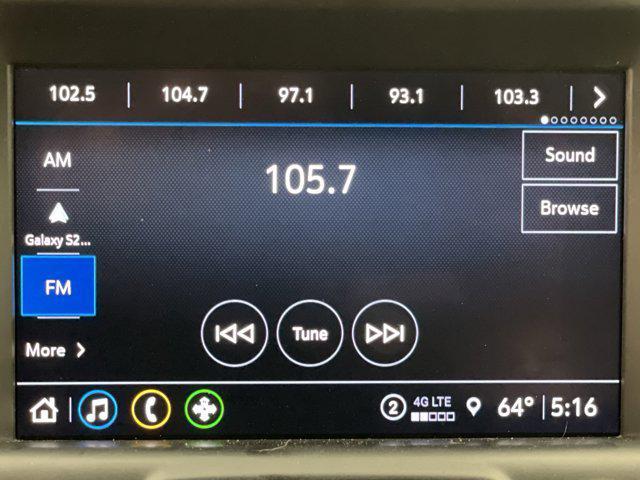 102.5 104.7 97.1 93.1 103.3
AM
105.7
Sound
Galaxy S2...
Browse
FM
Tune
More
2 4G LTE 64° 5:16